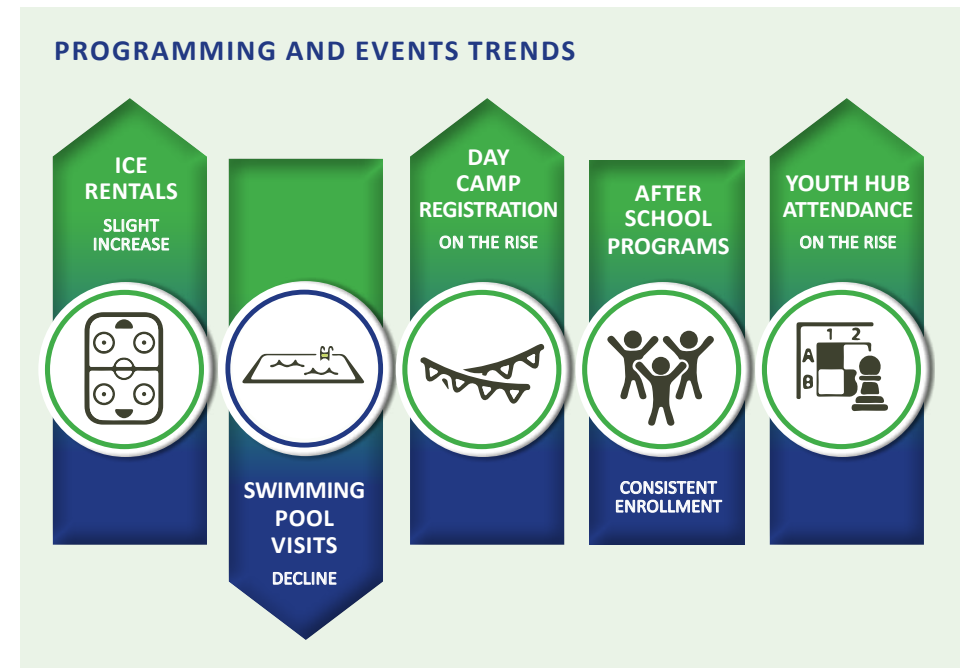 PROGRAMMING AND EVENTS TRENDS
ICE
RENTALS
SLIGHT
INCREASE
SWIMMING
POOL
VISITS
DECLINE
DAY
CAMP
REGISTRATION
ON THE RISE
AFTER
SCHOOL
PROGRAMS
CONSISTENT
ENROLLMENT
YOUTH HUB
ATTENDANCE
ON THE RISE
1 2
A
B